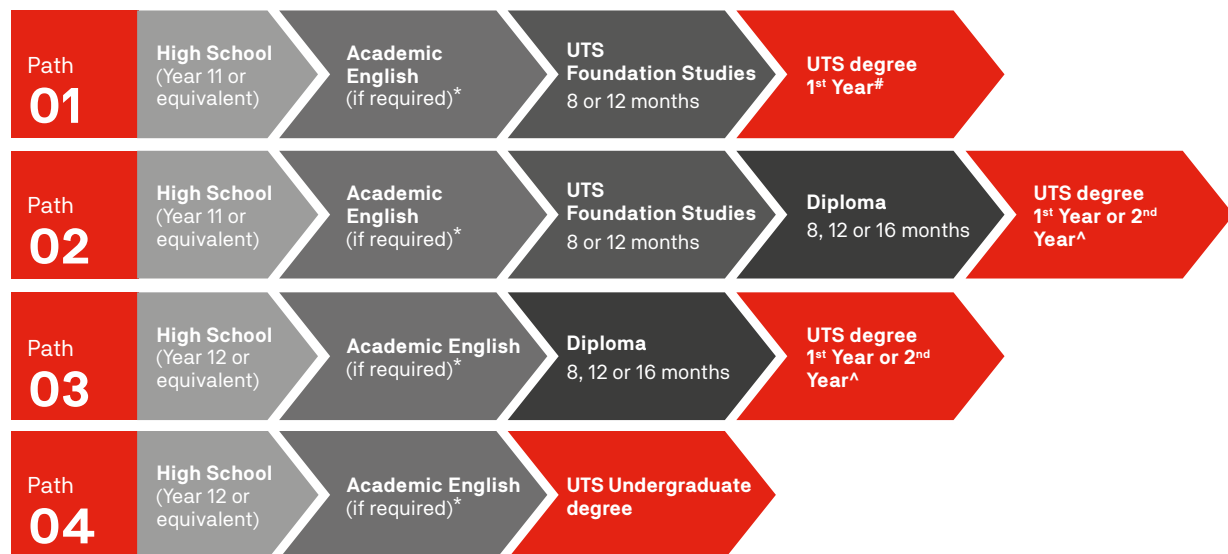 Path
01
High School
(Year 11 or
equivalent)
Academic
English
(if required)*
UTS
Foundation Studies
8 or 12 months
UTS degree
1st Year#
Path
02
High School
(Year 11 or
equivalent)
Academic
English
(if required)*
UTS
Foundation Studies
8 or 12 months
Diploma
8, 12 or 16 months
UTS degree
1st Year or 2nd
Year^
Path
03
High School
(Year 12 or
equivalent)
Academic English
(if required)*
Diploma
8, 12 or 16 months
UTS degree
1st Year or 2nd
Year^
Path
04
High School
(Year 12 or
equivalent)
Academic English
(if required)*
UTS Undergraduate
degree